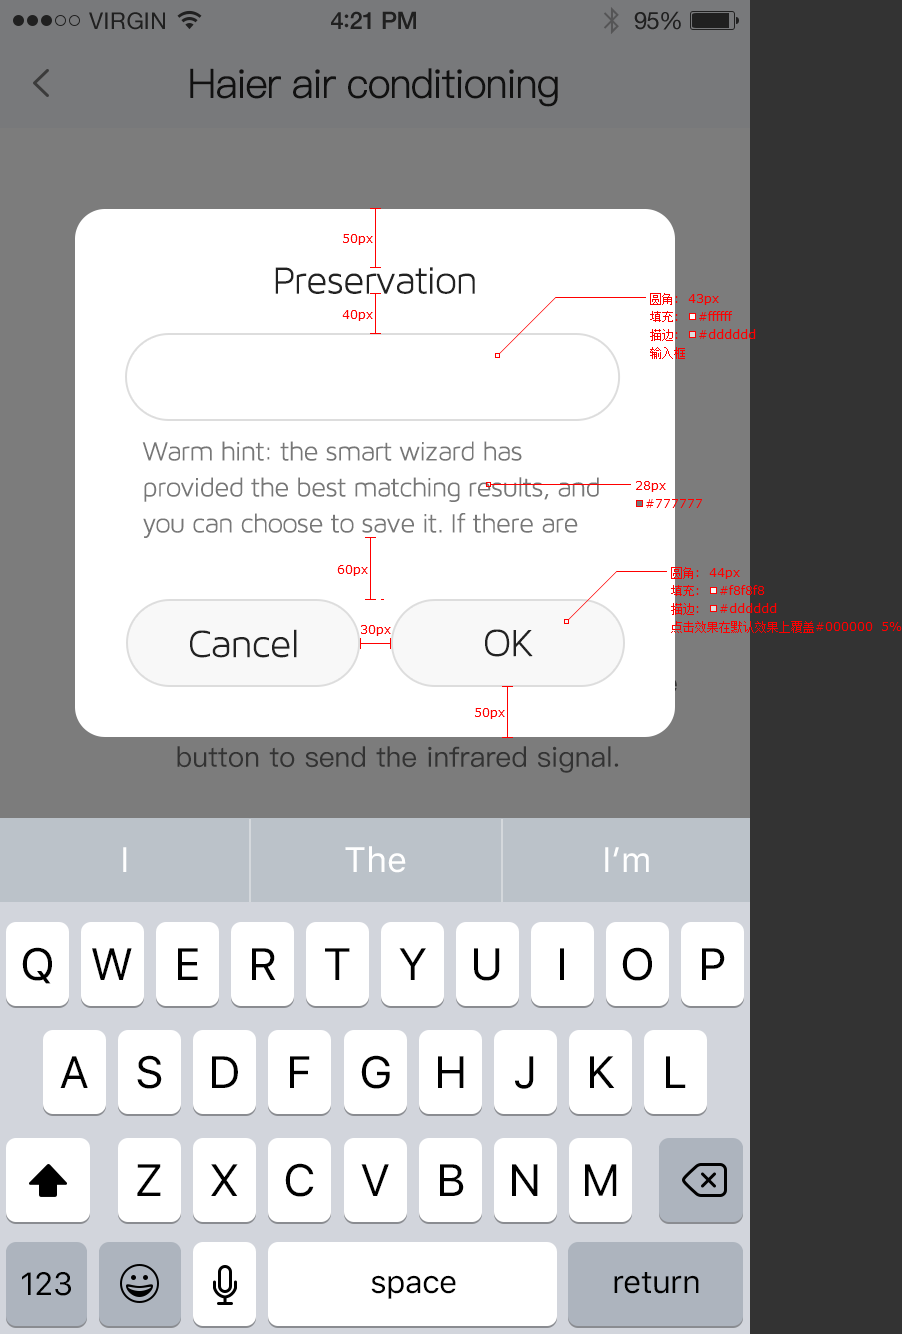 VIRGIN 4:21 PM 95%
Haier air conditioning
50px
Preservation
40px
圆角: 43px
填充: #ffffff
描边: #dddddd
输入框
Warm hint: the smart wizard has
provided the best matching results, and
you can choose to save it. If there are
28px
#777777
60px
圆角: 44px
填充: #f8f8f8
描边: #dddddd
点击效果在默认效果上覆盖#000000 5%
Cancel
30px
OK
e
50px
button to send the infrared signal.
I The I’m
Q W E R T Y U I O P
A S D F G H J K L
Z X C V B N M
123 space return